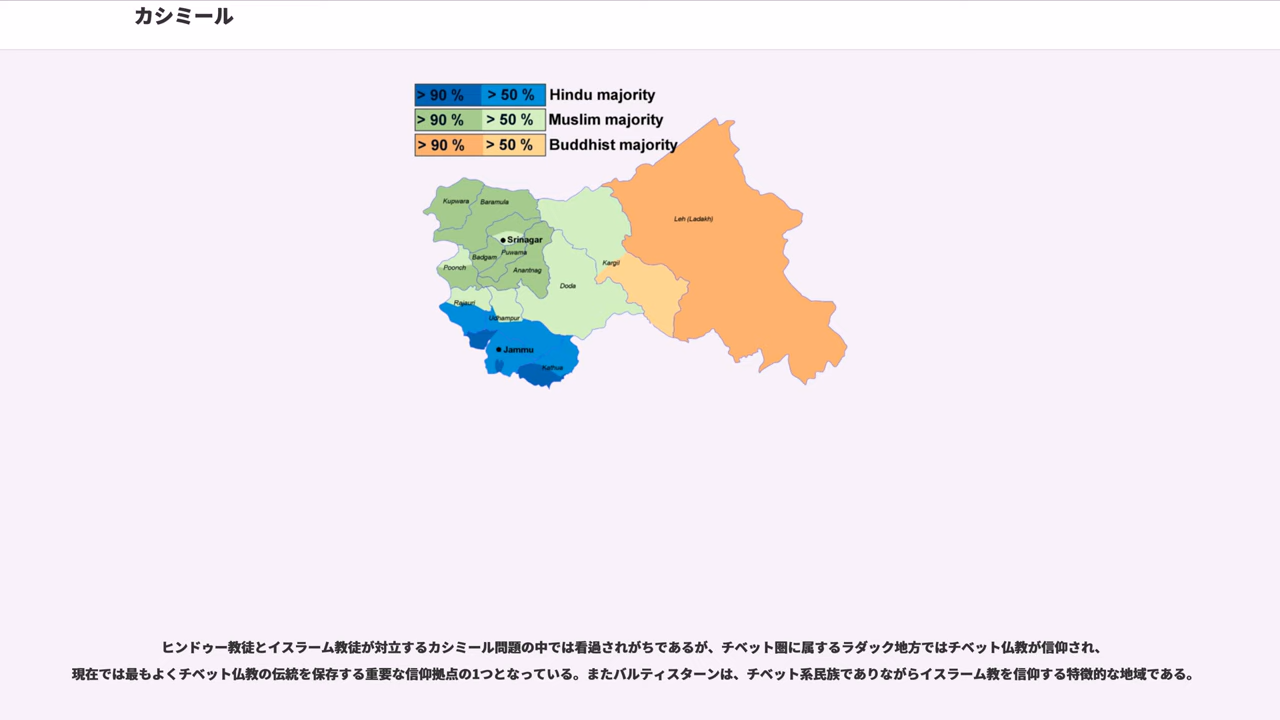 カシミール
> 90 % > 50 % Hindu majority
> 90 % > 50 % Muslim majority
> 90 % > 50 % Buddhist majority
Kupwara
Baramula
Leh (Ladakh)
Srinagar
Puwama
Badgam
Kargil
Poonch
Anantnag
Doda
Rajauri
Udhampur
Jammu
Kathua
ヒンドゥー教徒とイスラーム教徒が対立するカシミール問題の中では看過されがちであるが、チベット圏に属するラダック地方ではチベット仏教が信仰され、
現在では最もよくチベット仏教の伝統を保存する重要な信仰拠点の1つとなっている。またバルティスターンは、チベット系民族でありながらイスラーム教を信仰する特徴的な地域である。